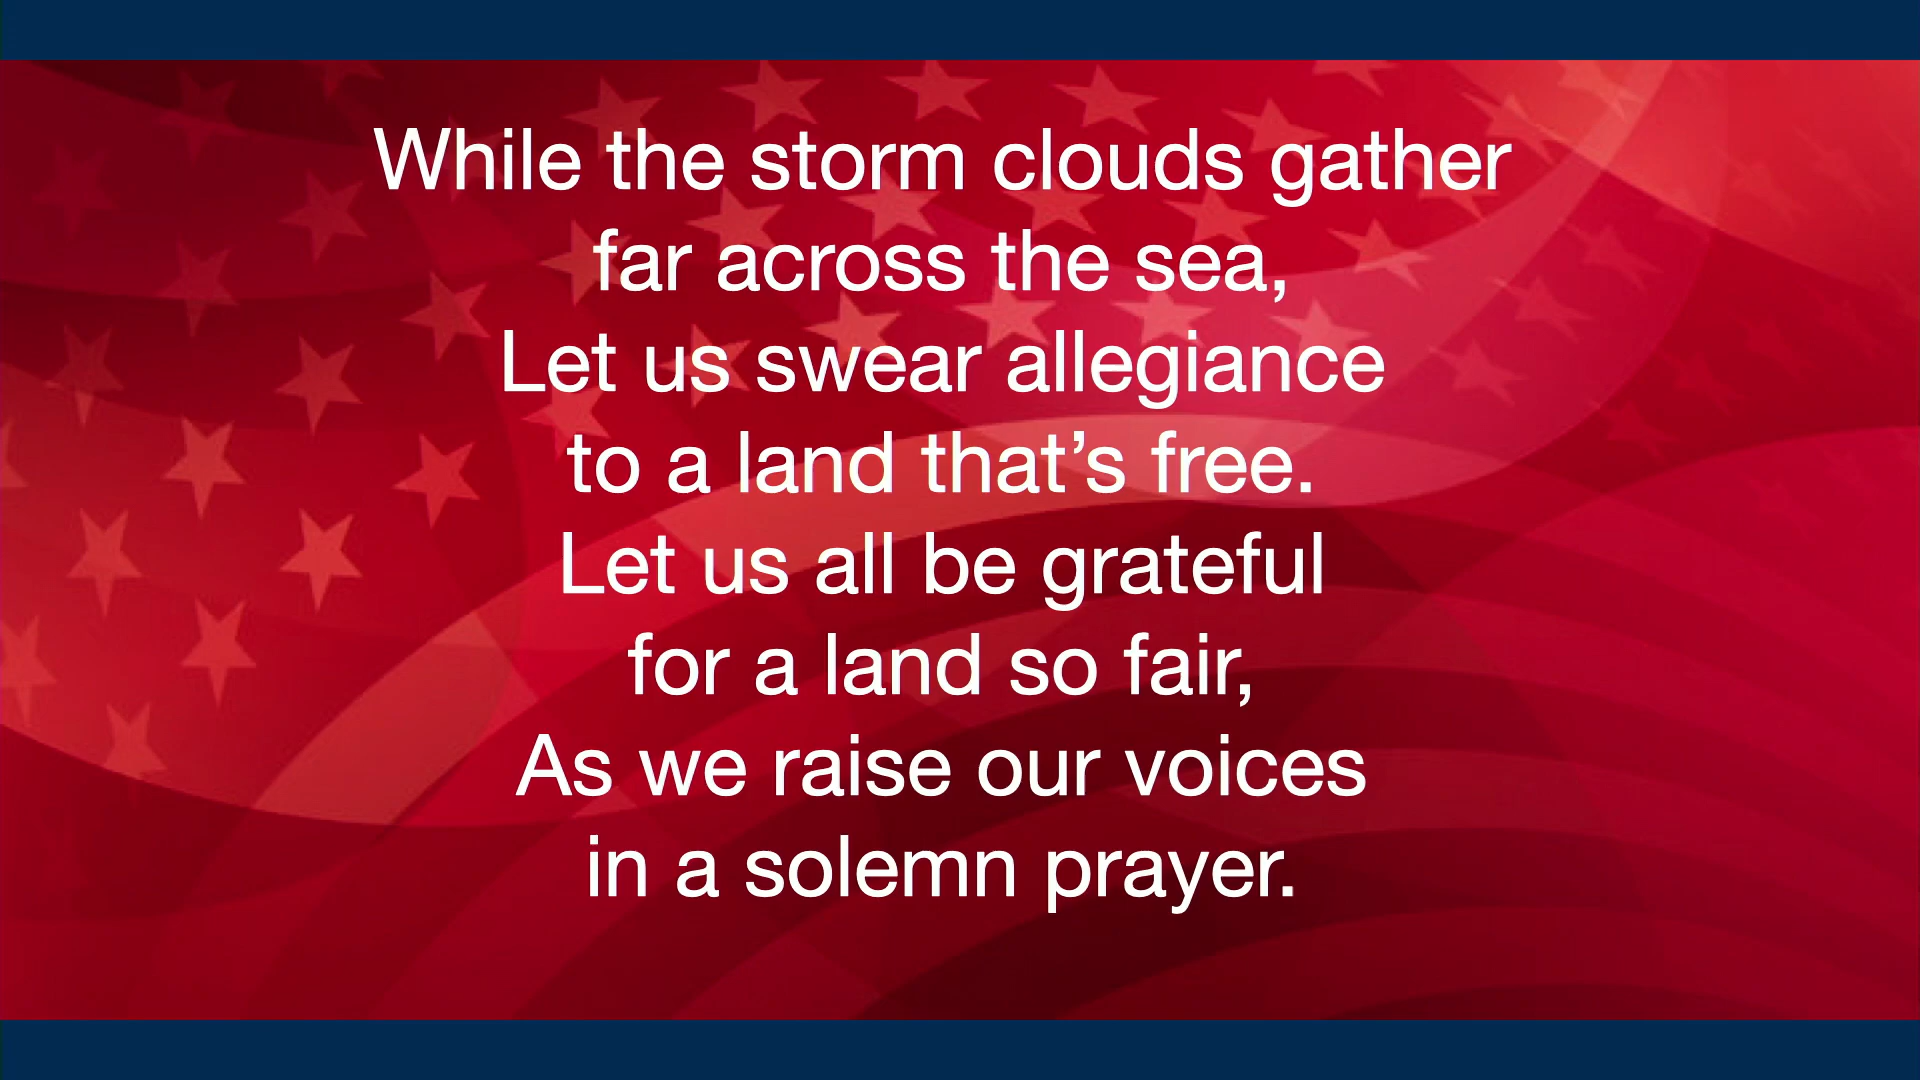 While the storm clouds gather
far across the sea,
Let us swear allegiance
to a land that’s free.
Let us all be grateful
for a land so fair,
As we raise our voices
in a solemn prayer.